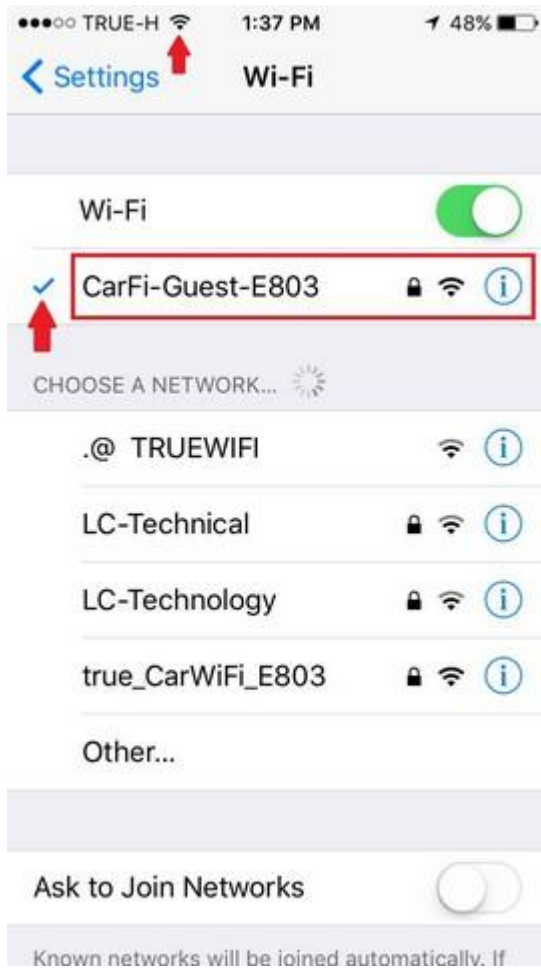 TRUE-H 1:37 PM 48%
Settings Wi-Fi
Wi-Fi
CarFi-Guest-E803
CHOOSE A NETWORK...
.@ TRUEWIFI
LC-Technical
LC-Technology
true_CarWiFi_E803
Other...
Ask to Join Networks
Known networks will be joined automatically. If